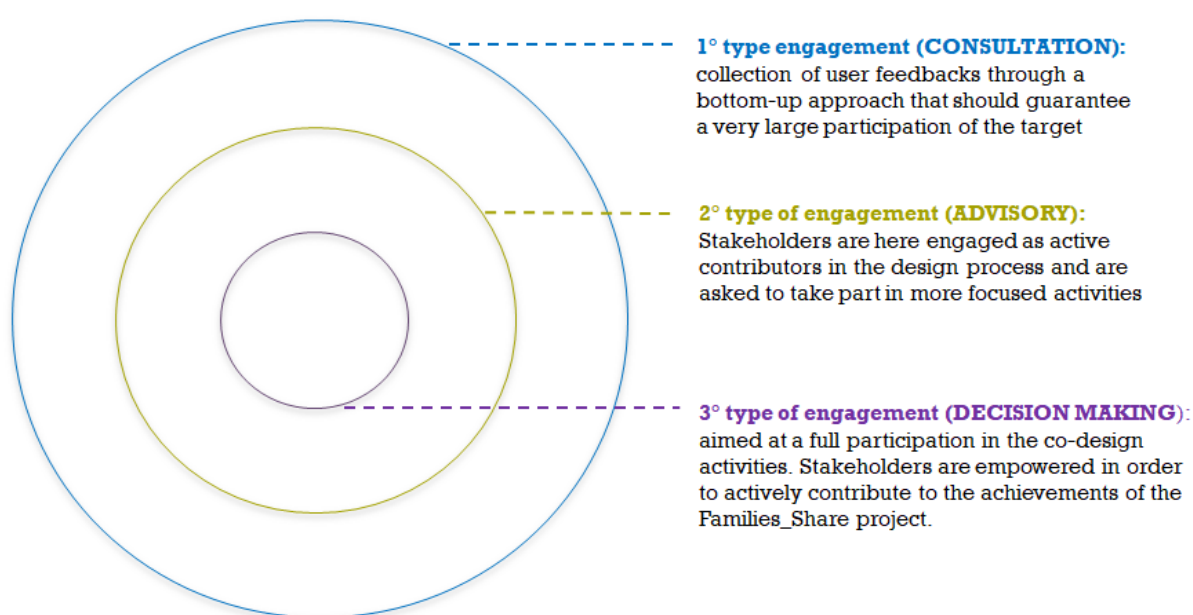 1° type engagement (CONSULTATION):
collection of user feedbacks through a
bottom-up approach that should guarantee
a very large participation of the target
2° type of engagement (ADVISORY):
Stakeholders are here engaged as active
contributors in the design process and are
asked to take part in more focused activities
3° type of engagement (DECISION MAKING):
aimed at a full participation in the co-design
activities. Stakeholders are empowered in order
to actively contribute to the achievements of the
Families_Share project.